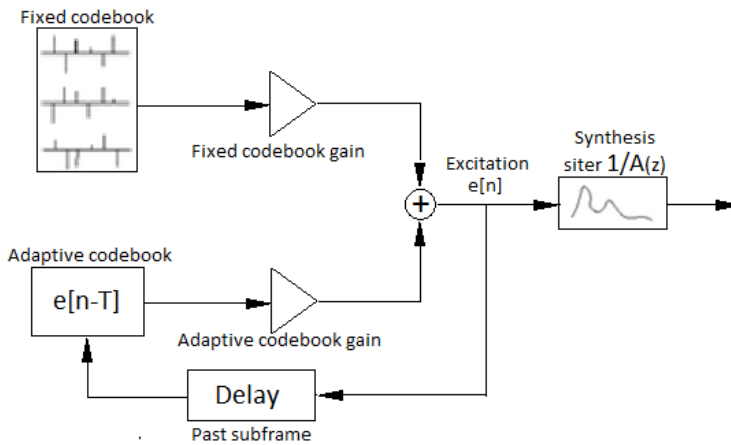 Fixed codebook
Fixed codebook gain
Excitation
e[n]
Synthesis
siter 1/A(z)
+
Adaptive codebook
e[n-T]
Adaptive codebook gain
Delay
Past subframe